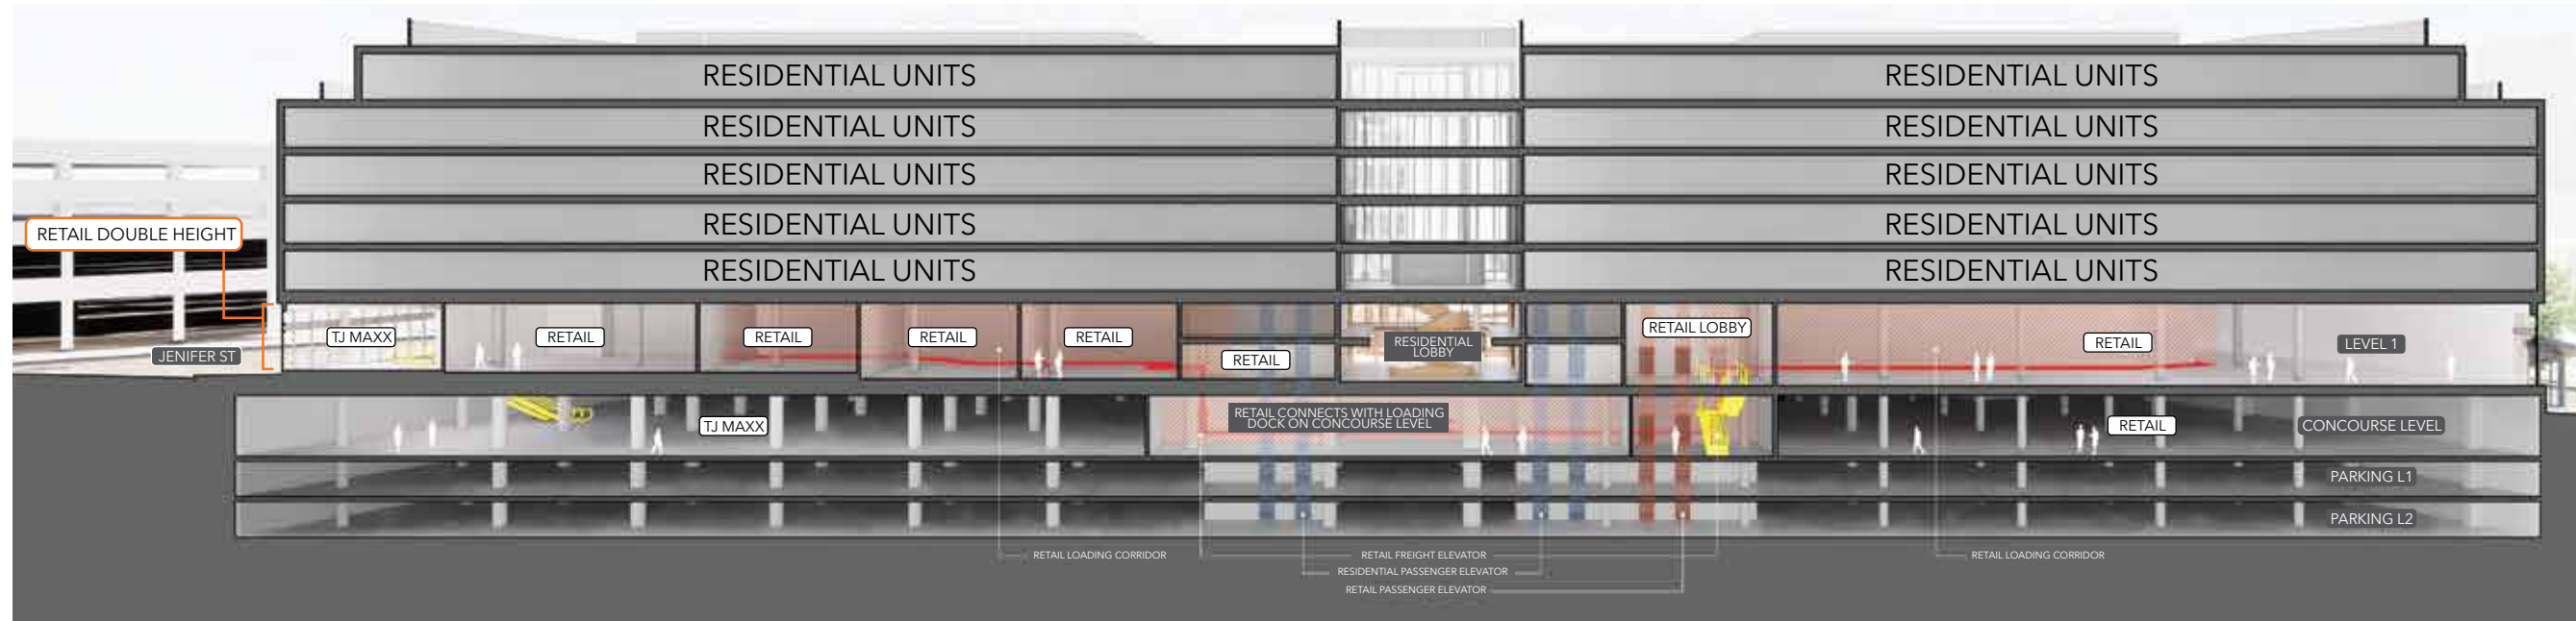 RESIDENTIAL UNITS
RESIDENTIAL UNITS
RESIDENTIAL UNITS
RESIDENTIAL UNITS
RESIDENTIAL UNITS
RESIDENTIAL UNITS
RESIDENTIAL UNITS
RESIDENTIAL UNITS
RESIDENTIAL UNITS
RESIDENTIAL UNITS
RETAIL DOUBLE HEIGHT
JENIFER ST
TJ MAXX
RETAIL
RETAIL
RETAIL
RETAIL
RETAIL
RESIDENTIAL
LOBBY
RETAIL LOBBY
RETAIL
LEVEL 1
TJ MAXX
RETAIL CONNECTS WITH LOADING
DOCK ON CONCOURSE LEVEL
RETAIL
CONCOURSE LEVEL
PARKING L1
PARKING L2
RETAIL LOADING CORRIDOR
RETAIL FREIGHT ELEVATOR
RETAIL LOADING CORRIDOR
RESIDENTIAL PASSENGER ELEVATOR
RETAIL PASSENGER ELEVATOR